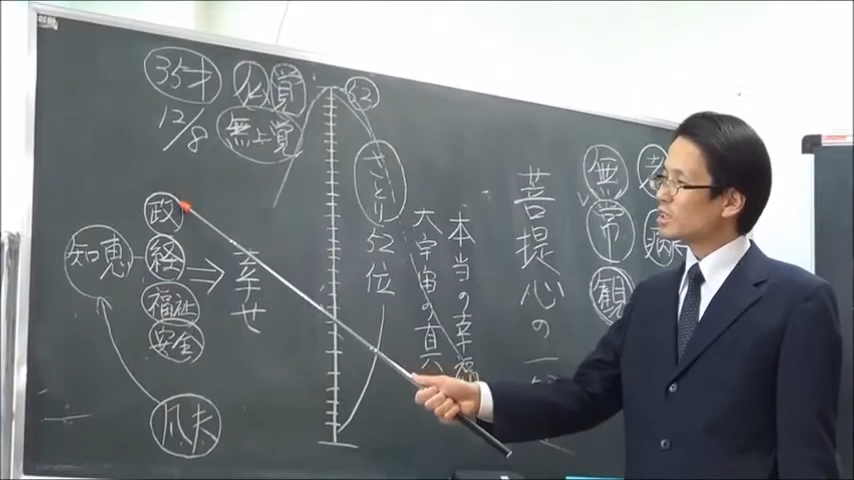 無常観
老病
菩提心の一
本当の幸福
大宇宙の真
さとり
52位
52
仏覚
無上覚
35才
12/8
政
経
福祉
安全
知恵
幸せ
凡夫